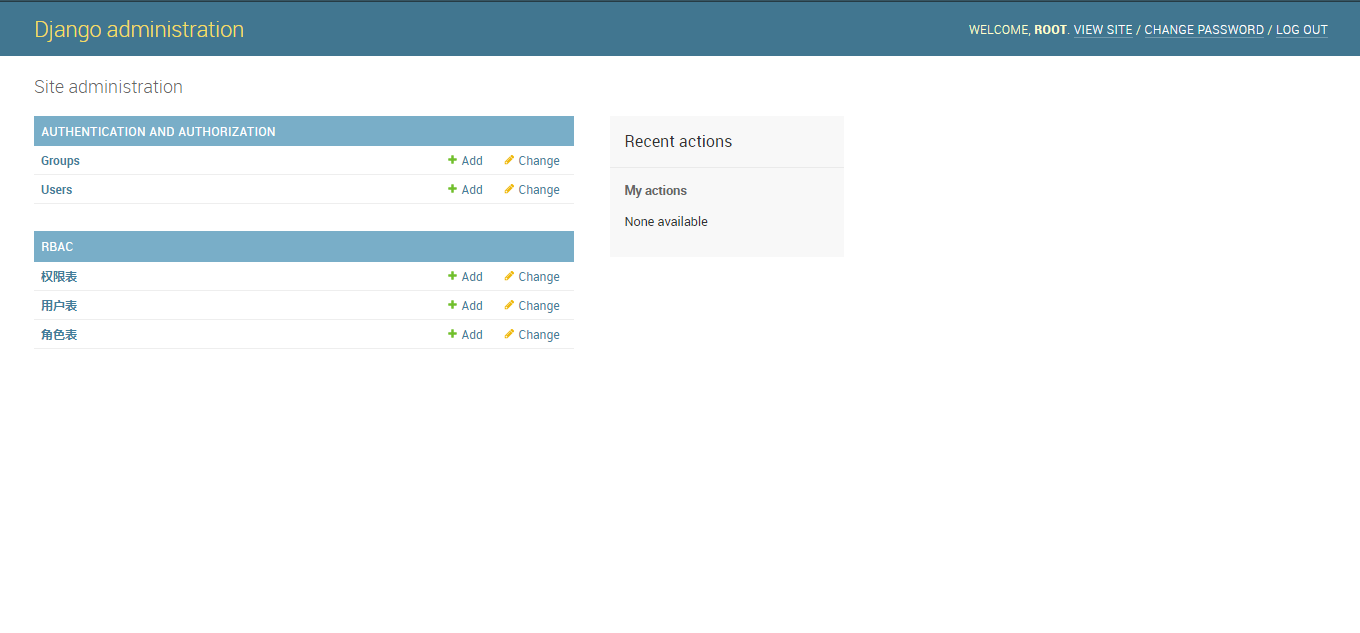 Django administration
WELCOME, ROOT. VIEW SITE / CHANGE PASSWORD / LOG OUT
Site administration
AUTHENTICATION AND AUTHORIZATION
Groups Add Change
Users Add Change
RBAC
权限表 Add Change
用户表 Add Change
角色表 Add Change
Recent actions
My actions
None available